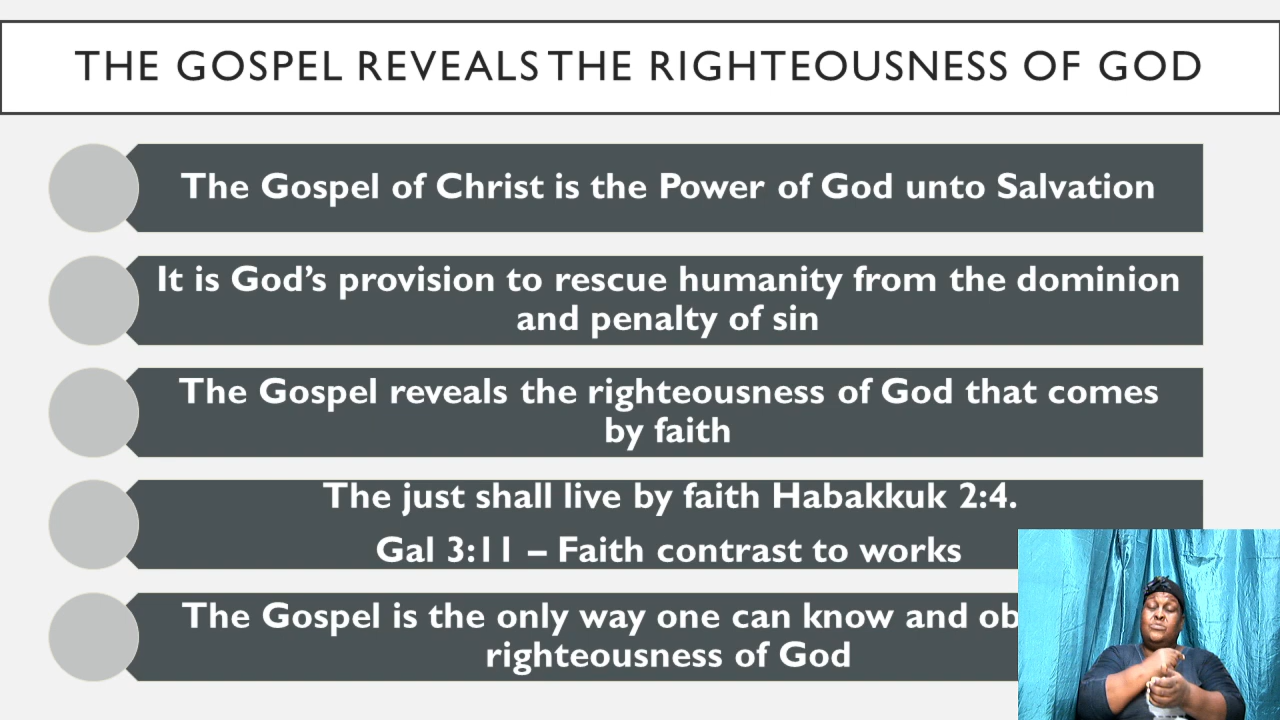 THE GOSPEL REVEALS THE RIGHTEOUSNESS OF GOD
The Gospel of Christ is the Power of God unto Salvation
It is God’s provision to rescue humanity from the dominion
and penalty of sin
The Gospel reveals the righteousness of God that comes
by faith
The just shall live by faith Habakkuk 2:4.
Gal 3:11 – Faith contrast to works
The Gospel is the only way one can know and
righteousness of God